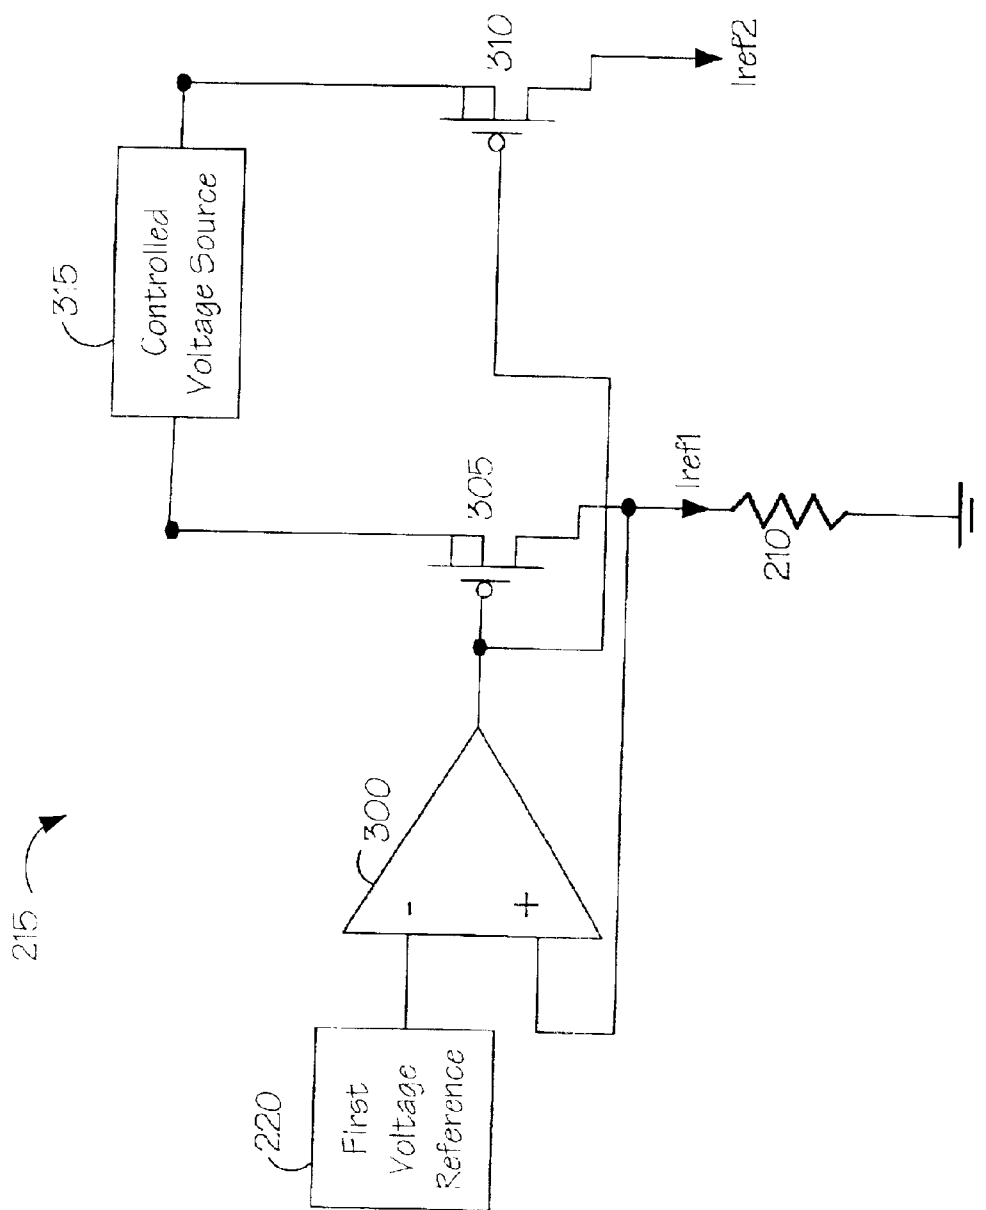 215
220
First
Voltage
Reference
300
-
+
305
315
Controlled
Voltage Source
310
Iref1
210
Iref2